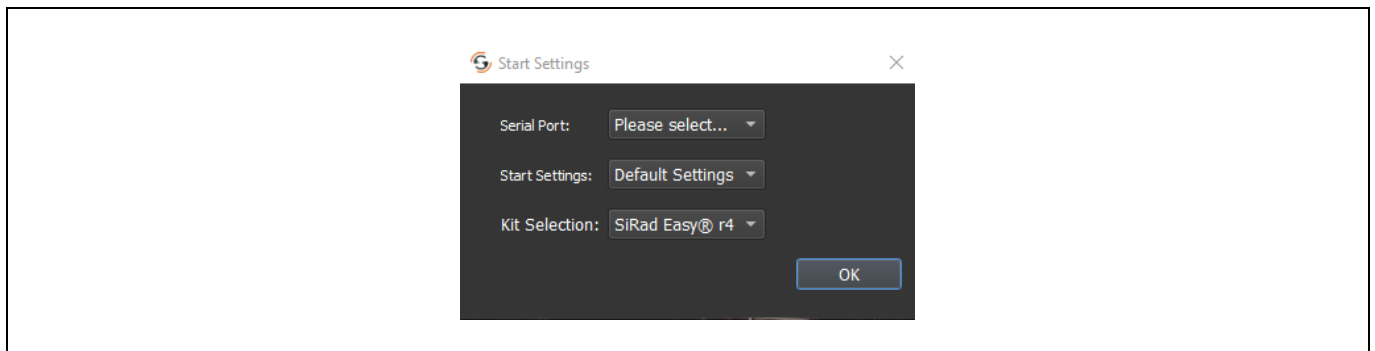 Start Settings
Serial Port: Please select...
Start Settings: Default Settings
Kit Selection: SiRad Easy® r4
OK